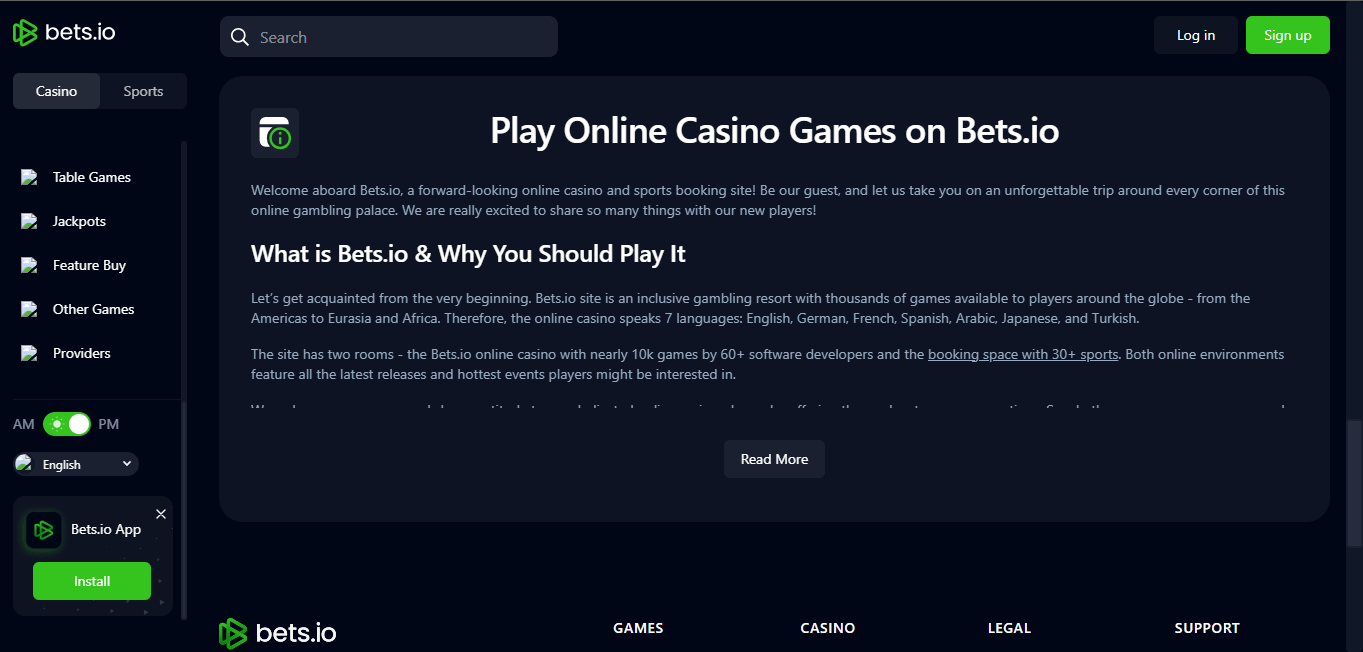 bets.io
Search
Log in
Sign up
Casino
Sports
Table Games
Jackpots
Feature Buy
Other Games
Providers
AM
PM
English
Bets.io App
Install
Play Online Casino Games on Bets.io
Welcome aboard Bets.io, a forward-looking online casino and sports booking site! Be our guest, and let us take you on an unforgettable trip around every corner of this
online gambling palace. We are really excited to share so many things with our new players!
What is Bets.io & Why You Should Play It
Let’s get acquainted from the very beginning. Bets.io site is an inclusive gambling resort with thousands of games available to players around the globe - from the
Americas to Eurasia and Africa. Therefore, the online casino speaks 7 languages: English, German, French, Spanish, Arabic, Japanese, and Turkish.
The site has two rooms - the Bets.io online casino with nearly 10k games by 60+ software developers and the booking space with 30+ sports. Both online environments
feature all the latest releases and hottest events players might be interested in.
Read More
bets.io
GAMES
CASINO
LEGAL
SUPPORT